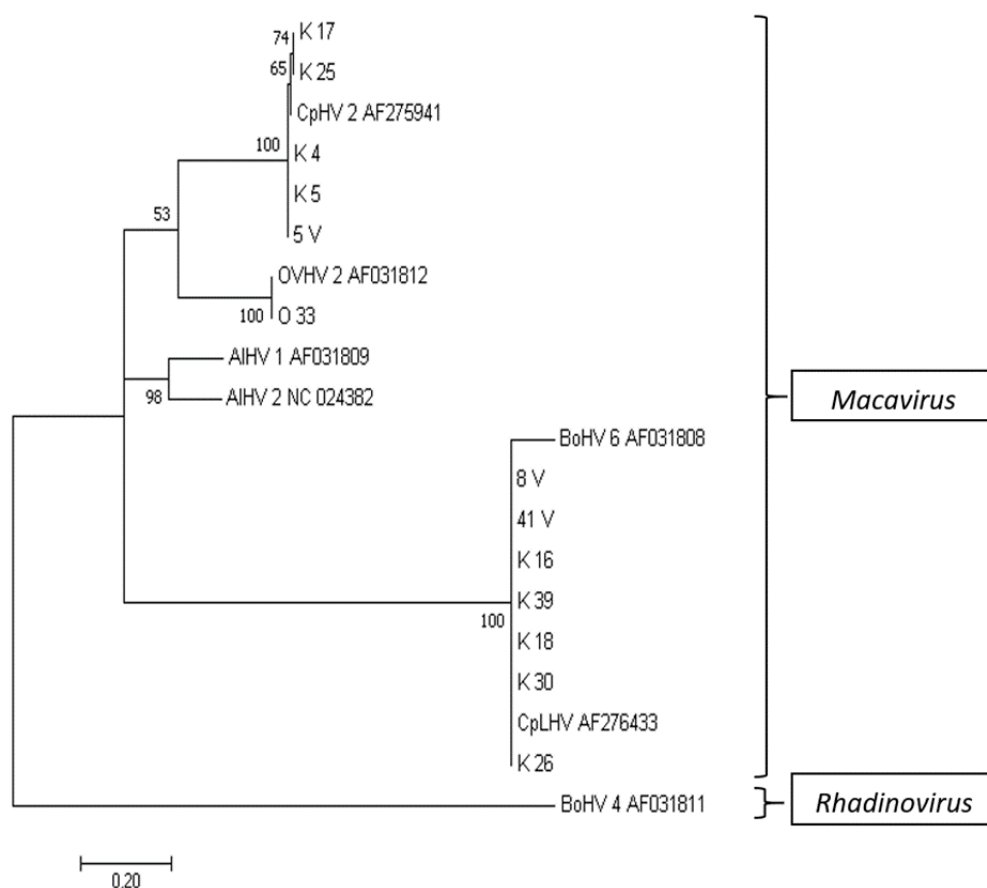 K 17
74
65
K 25
CpHV 2 AF275941
100
K 4
K 5
53
5 V
OVHV 2 AF031812
100
O 33
AlHV 1 AF031809
98
AlHV 2 NC 024382
Macavirus
BoHV 6 AF031808
8 V
41 V
K 16
K 39
100
K 18
K 30
CpLHV AF276433
K 26
BoHV 4 AF031811
Rhadinovirus
0.20